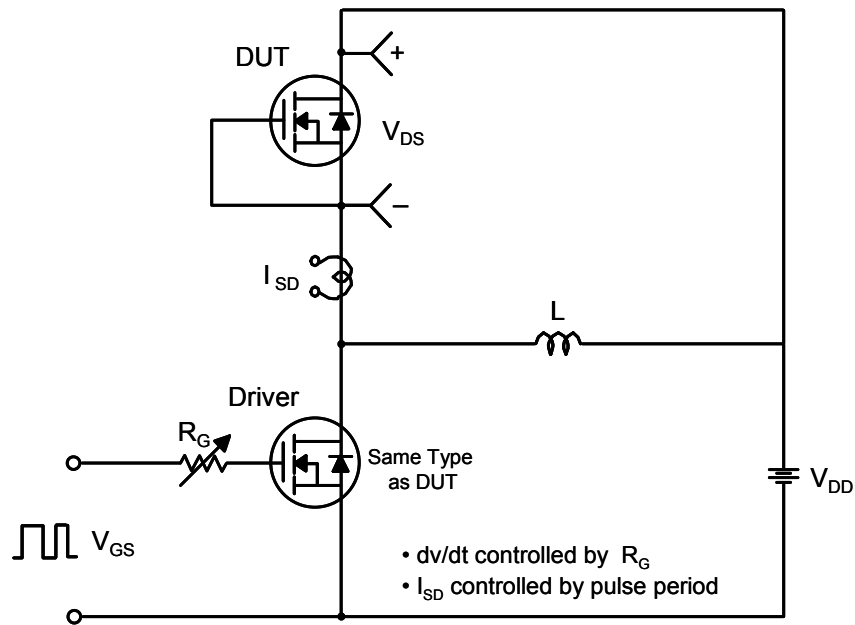 DUT
+
V_DS
–
I_SD
L
Driver
R_G
Same Type
as DUT
V_DD
V_GS
• dv/dt controlled by R_G
• I_SD controlled by pulse period